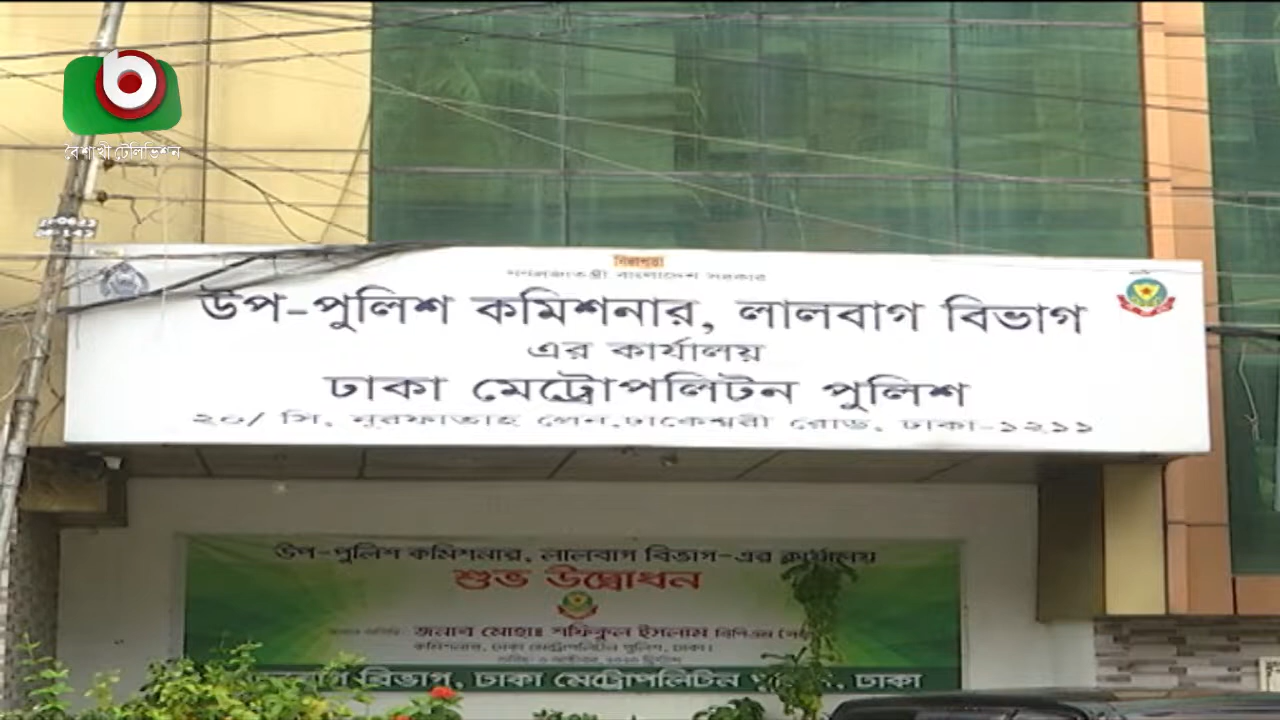 বৈশাখী টেলিভিশন
গণপ্রজাতন্ত্রী বাংলাদেশ সরকার
উপ-পুলিশ কমিশনার, লালবাগ বিভাগ
এর কার্যালয়
ঢাকা মেট্রোপলিটন পুলিশ
২০/ সি, নুরফাতাহ লেন,ঢাকেশ্বরী রোড, ঢাকা-১২১১
উপ-পুলিশ কমিশনার, লালবাগ বিভাগ-এর কার্যালয়
শুভ উদ্বোধন
জনাব মোহাঃ শফিকুল ইসলাম বিপিএম
কমিশনার, ঢাকা মেট্রোপলিটন পুলিশ, ঢাকা।
বিভাগ, ঢাকা মেট্রোপলিটন ঢাকা